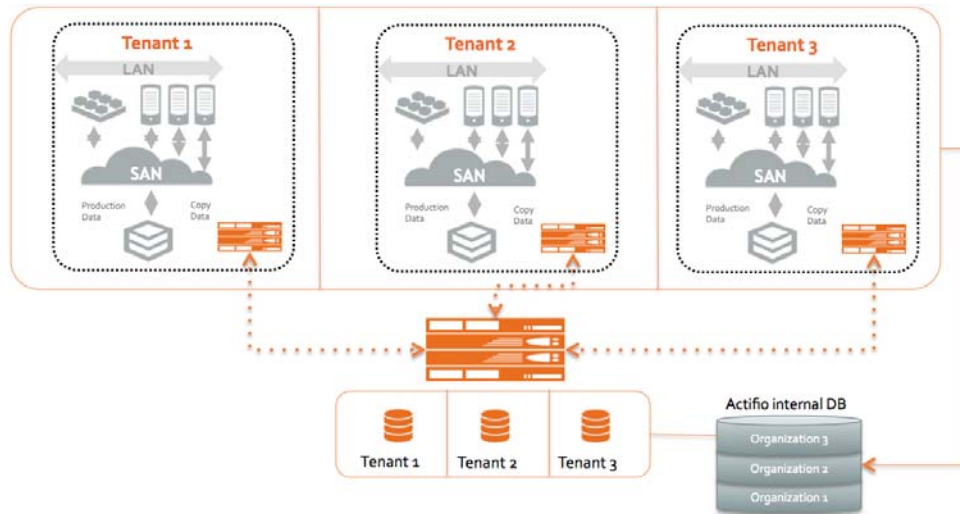 Tenant 1
LAN
SAN
Production
Data
Copy
Data
Tenant 2
LAN
SAN
Production
Data
Copy
Data
Tenant 3
LAN
SAN
Production
Data
Copy
Data
Tenant 1
Tenant 2
Tenant 3
Actifio internal DB
Organization 3
Organization 2
Organization 1